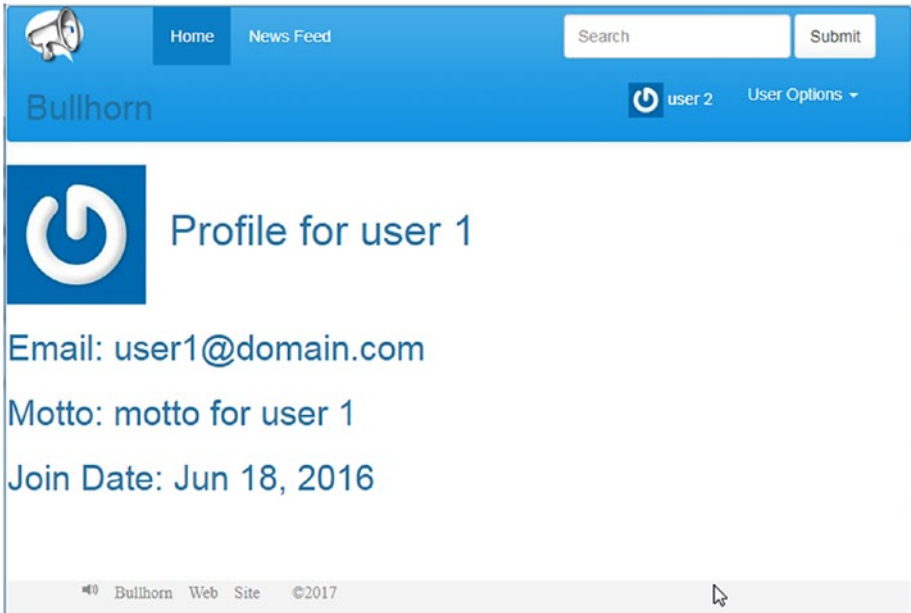 Home News Feed Search Submit
Bullhorn user 2 User Options
Profile for user 1
Email: user1@domain.com
Motto: motto for user 1
Join Date: Jun 18, 2016
Bullhorn Web Site ©2017